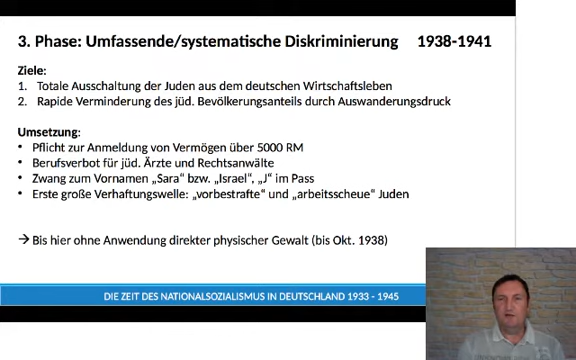 3. Phase: Umfassende/systematische Diskriminierung 1938-1941
Ziele:
1. Totale Ausschaltung der Juden aus dem deutschen Wirtschaftsleben
2. Rapide Verminderung des jüd. Bevölkerungsanteils durch Auswanderungsdruck
Umsetzung:
• Pflicht zur Anmeldung von Vermögen über 5000 RM
• Berufsverbot für jüd. Ärzte und Rechtsanwälte
• Zwang zum Vornamen „Sara" bzw. „Israel", „J" im Pass
• Erste große Verhaftungswelle: „vorbestrafte" und „arbeitsscheue" Juden
→ Bis hier ohne Anwendung direkter physischer Gewalt (bis Okt. 1938)
DIE ZEIT DES NATIONALSOZIALISMUS IN DEUTSCHLAND 1933 - 1945